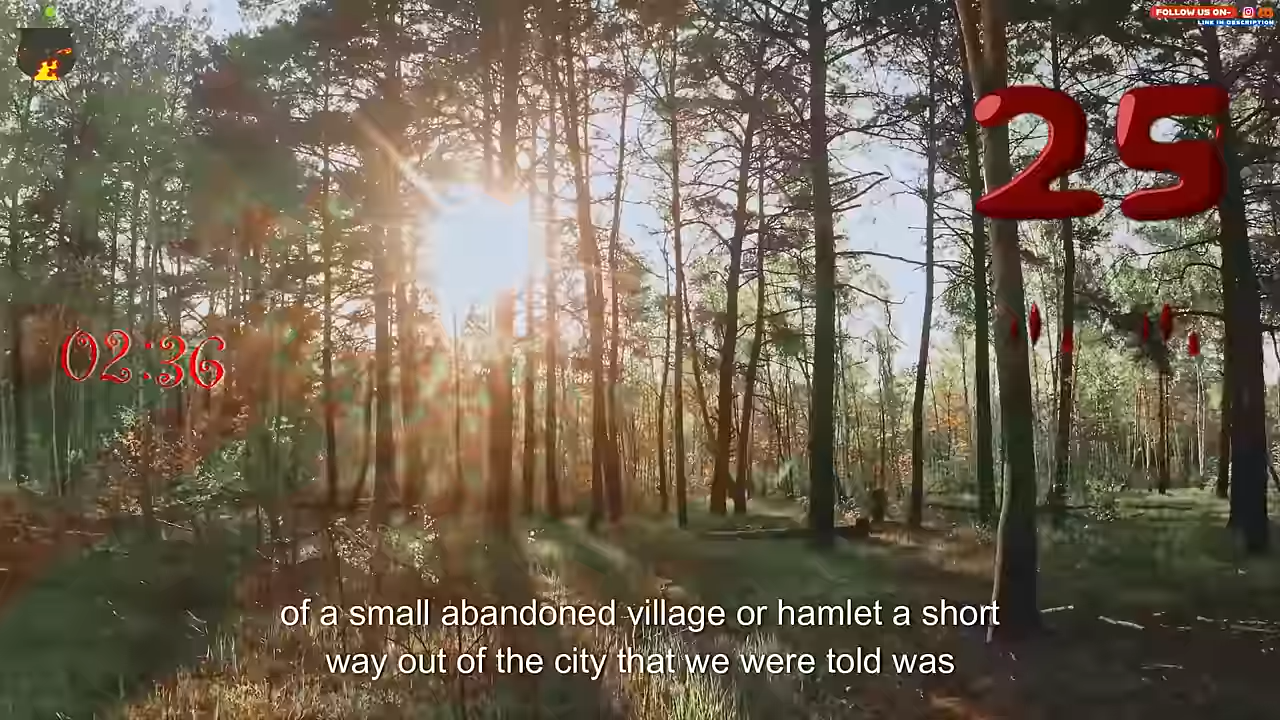 FOLLOW US ON-
LINK IN DESCRIPTION
25
02:36
of a small abandoned village or hamlet a short
way out of the city that we were told was